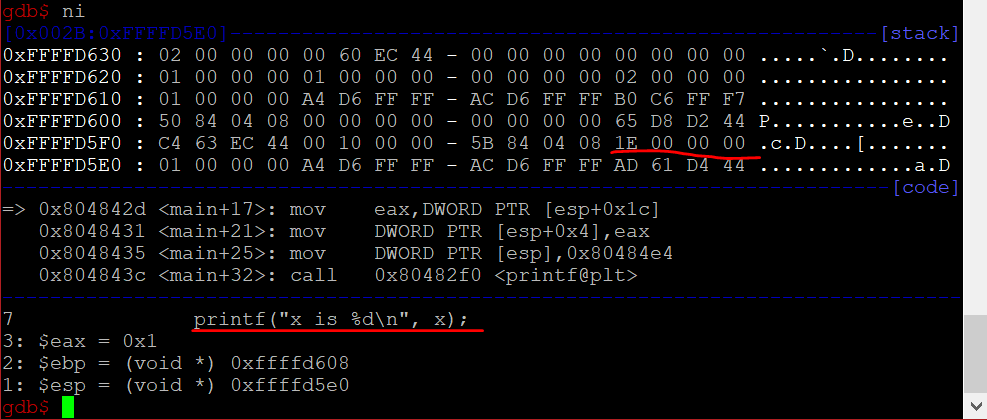 gdb$ ni
[0x002B:0xFFFFD5E0]------[stack]
0xFFFFD630 : 02 00 00 00 00 60 EC 44 - 00 00 00 00 00 00 00 00 .....`.D........
0xFFFFD620 : 01 00 00 00 01 00 00 00 - 00 00 00 00 02 00 00 00 ................
0xFFFFD610 : 01 00 00 00 A4 D6 FF FF - AC D6 FF FF B0 C6 FF F7 ................
0xFFFFD600 : 50 84 04 08 00 00 00 00 - 00 00 00 00 65 D8 D2 44 P...........e..D
0xFFFFD5F0 : C4 63 EC 44 00 10 00 00 - 5B 84 04 08 1E 00 00 00 .c.D....[.......
0xFFFFD5E0 : 01 00 00 00 A4 D6 FF FF - AC D6 FF FF AD 61 D4 44 .............a.D
[code]
=> 0x804842d <main+17>: mov    eax,DWORD PTR [esp+0x1c]
0x8048431 <main+21>: mov    DWORD PTR [esp+0x4],eax
0x8048435 <main+25>: mov    DWORD PTR [esp],0x80484e4
0x804843c <main+32>: call   0x80482f0 <printf@plt>
7               printf("x is %d\n", x);
3: $eax = 0x1
2: $ebp = (void *) 0xffffd608
1: $esp = (void *) 0xffffd5e0
gdb$